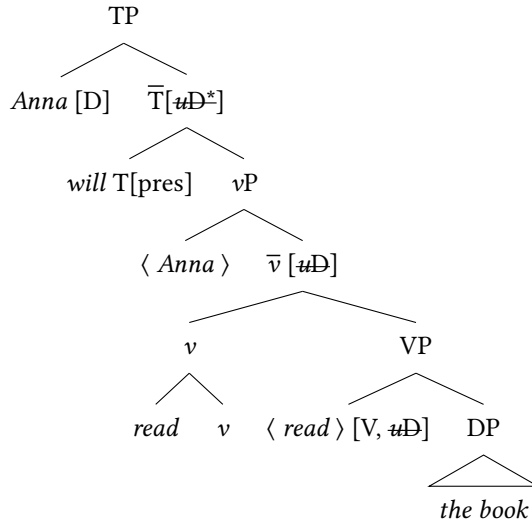 TP
Anna [D] T̅[uD*]
will T[pres] vP
⟨ Anna ⟩ v̅ [uD]
v VP
read v ⟨ read ⟩ [V, uD] DP
the book